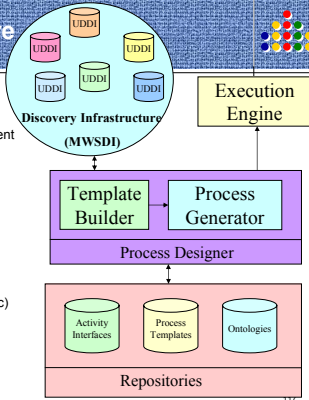 e
UDDI
UDDI
UDDI
UDDI
UDDI
UDDI
Discovery Infrastructure
(MWSDI)
ent
Execution
Engine
Template
Builder
Process
Generator
Process Designer
c)
Activity
Interfaces
Process
Templates
Ontologies
Repositories